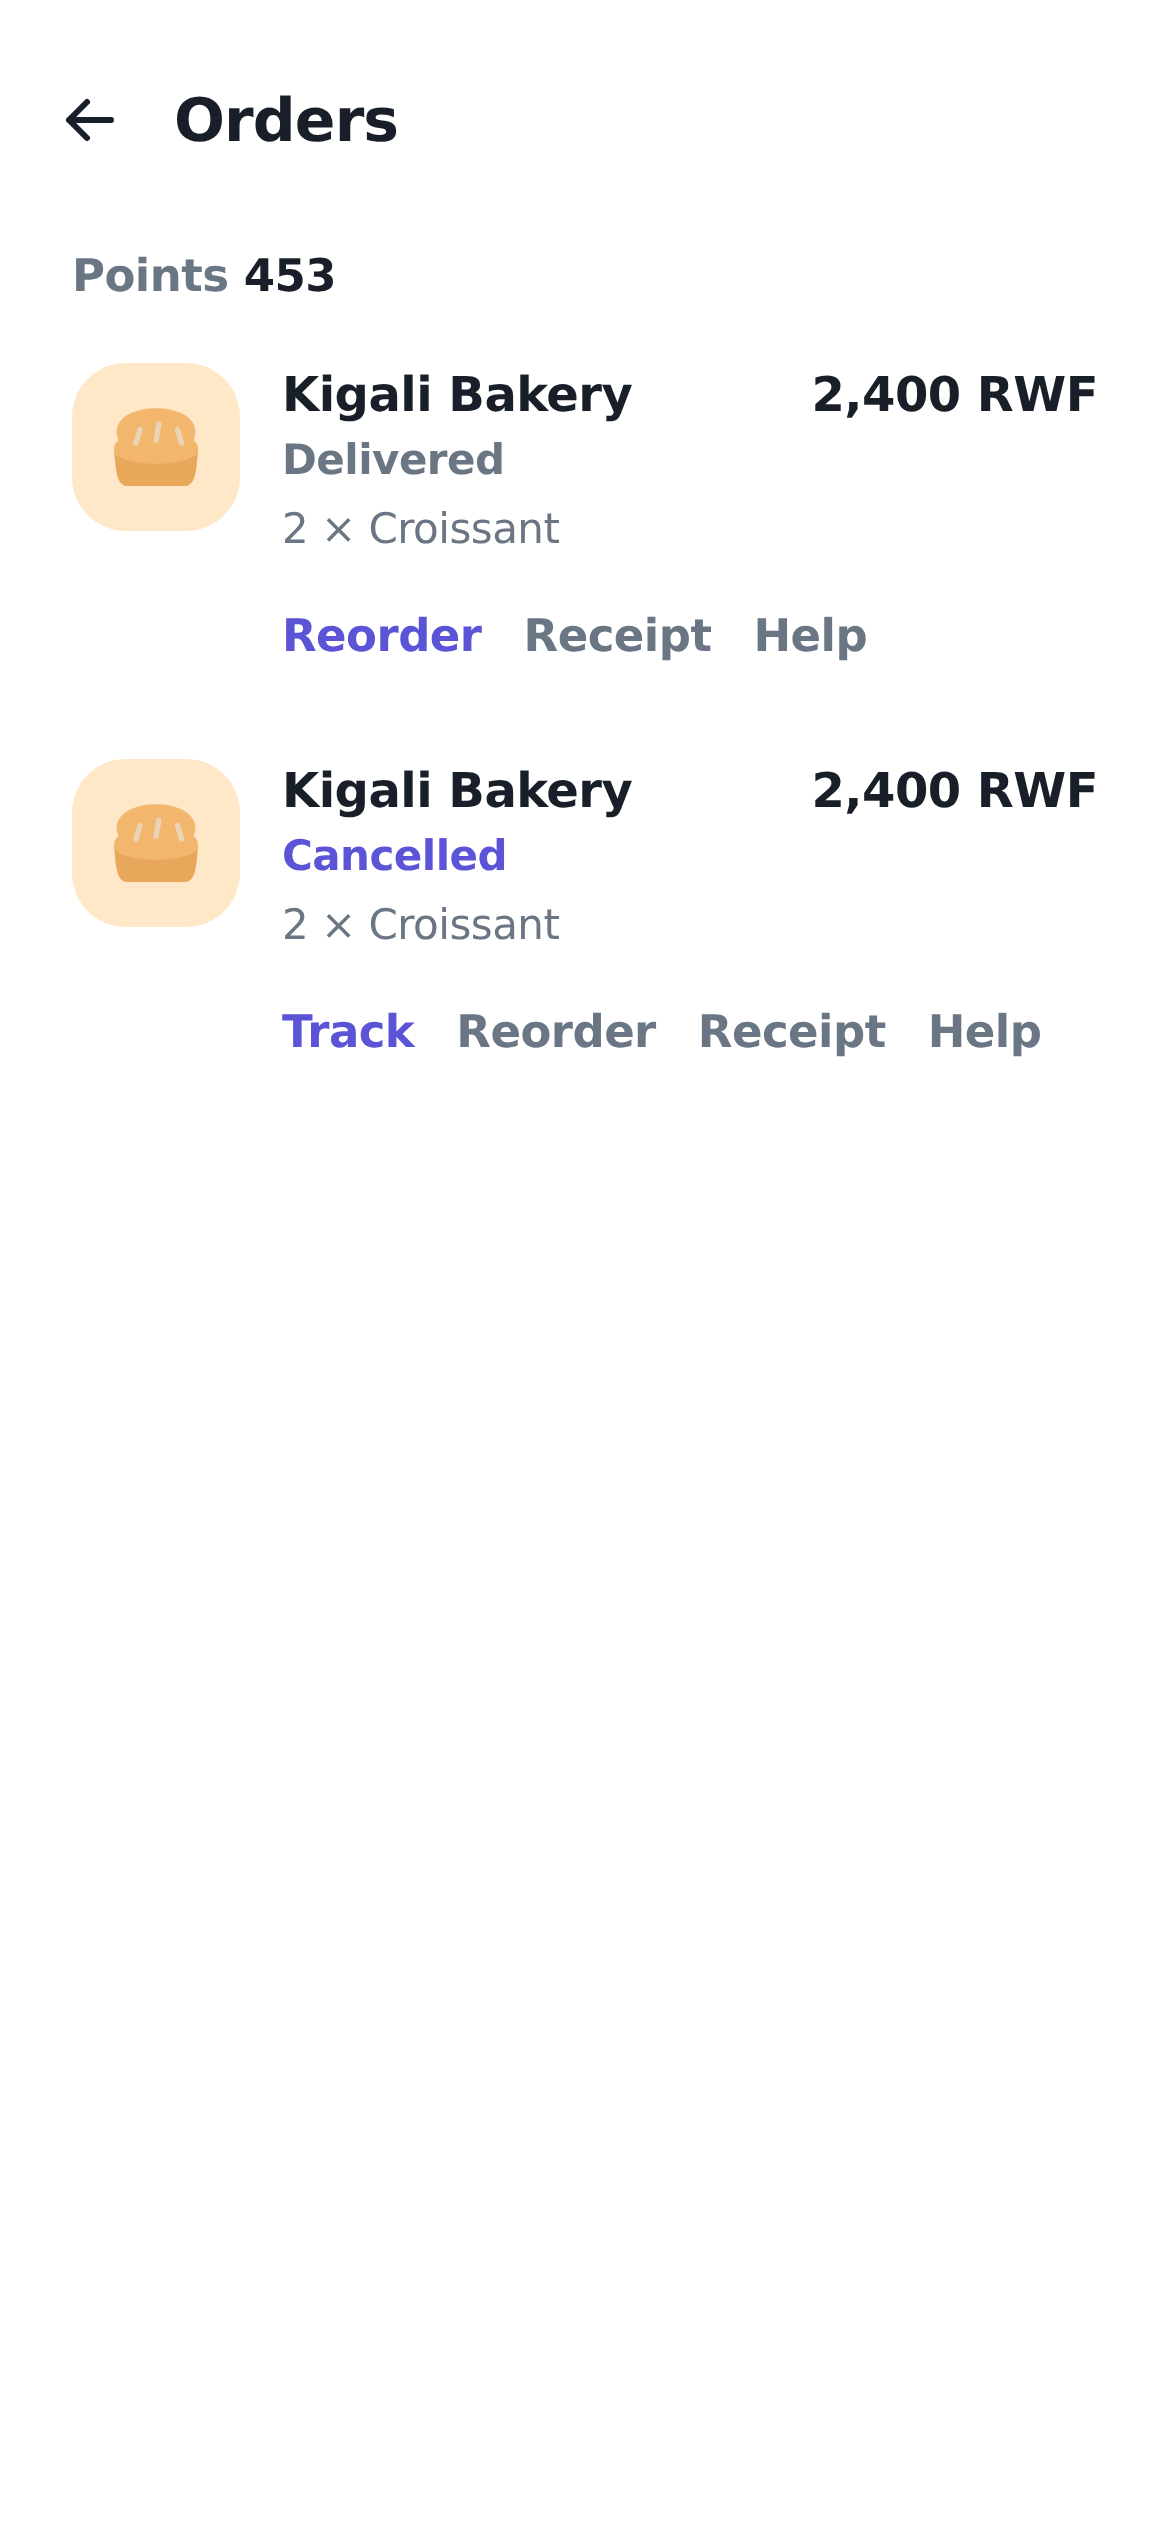 Orders
Points 453
Kigali Bakery 2,400 RWF
Delivered
2 × Croissant
Reorder Receipt Help
Kigali Bakery 2,400 RWF
Cancelled
2 × Croissant
Track Reorder Receipt Help